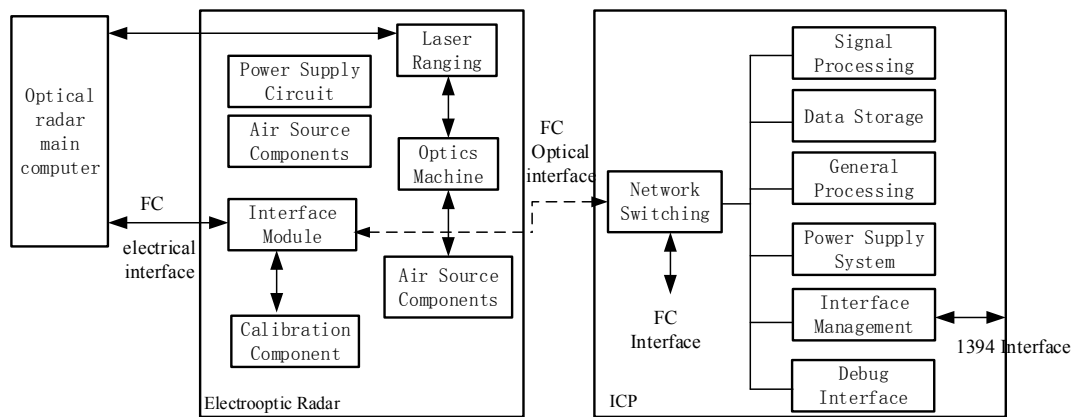 Optical
radar
main
computer
FC
electrical
interface
Laser
Ranging
Power Supply
Circuit
Air Source
Components
Optics
Machine
Interface
Module
Air Source
Components
Calibration
Component
Electrooptic Radar
FC
Optical
interface
Network
Switching
FC
Interface
Signal
Processing
Data Storage
General
Processing
Power Supply
System
Interface
Management
1394 Interface
Debug
Interface
ICP